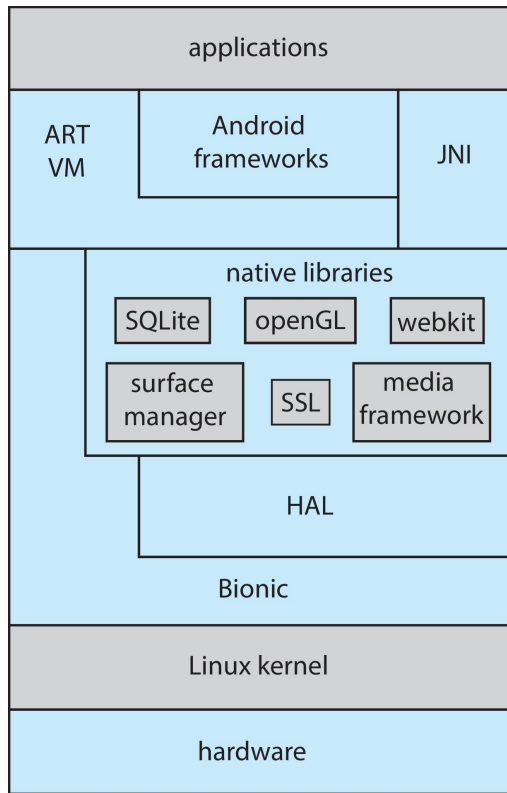 applications
ART
VM
Android
frameworks
JNI
native libraries
SQLite
openGL
webkit
surface
manager
SSL
media
framework
HAL
Bionic
Linux kernel
hardware